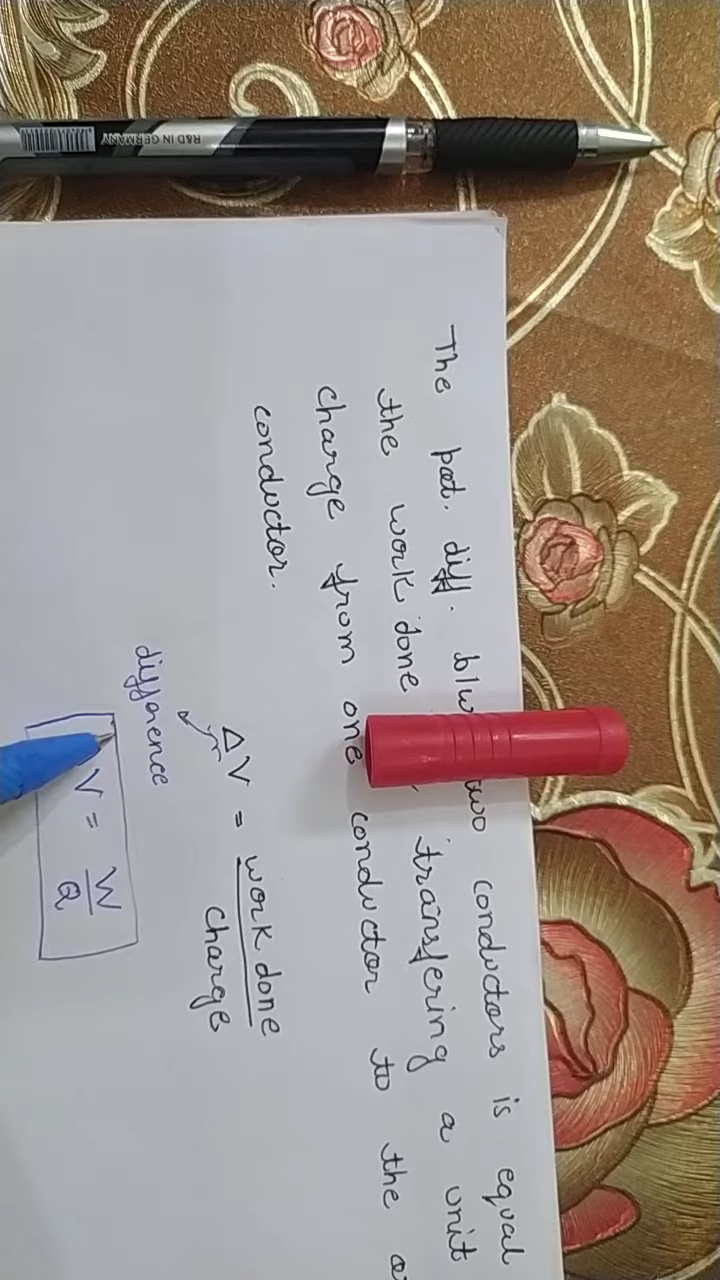 The pot. diff. b/w two conductors is equal
the work done transfering a unit
charge from one conductor to the
conductor.
ΔV = work done
charge
difference
V = W
Q
R&D IN GERMANY